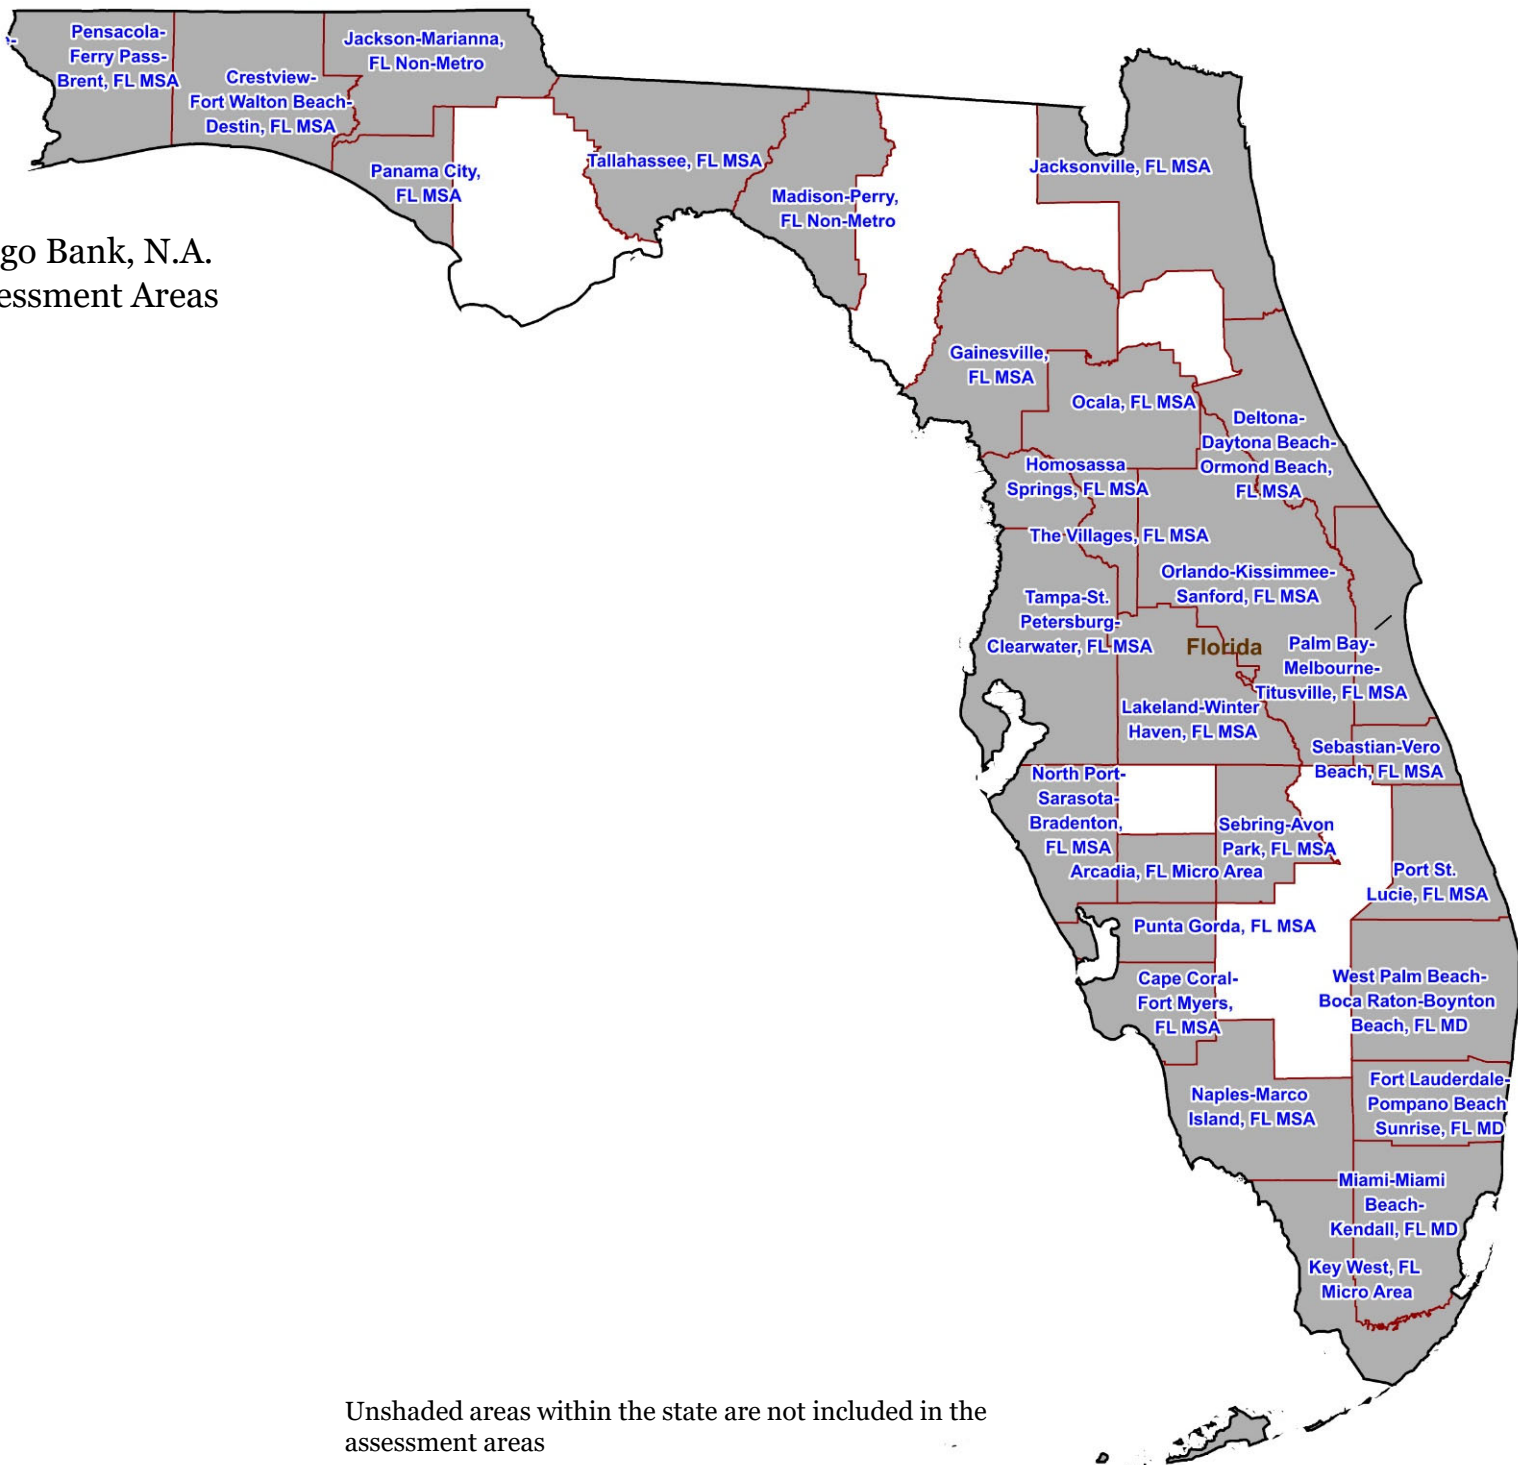 Pensacola-
Ferry Pass-
Brent, FL MSA
Crestview-
Fort Walton Beach-
Destin, FL MSA
Jackson-Marianna,
FL Non-Metro
Panama City,
FL MSA
Tallahassee, FL MSA
Madison-Perry,
FL Non-Metro
Jacksonville, FL MSA
go Bank, N.A.
essment Areas
Gainesville,
FL MSA
Ocala, FL MSA
Deltona-
Daytona Beach-
Ormond Beach,
FL MSA
Homosassa
Springs, FL MSA
The Villages, FL MSA
Orlando-Kissimmee-
Sanford, FL MSA
Tampa-St.
Petersburg-
Clearwater, FL MSA
Florida
Palm Bay-
Melbourne-
Titusville, FL MSA
Lakeland-Winter
Haven, FL MSA
Sebastian-Vero
Beach, FL MSA
North Port-
Sarasota-
Bradenton,
FL MSA
Sebring-Avon
Park, FL MSA
Arcadia, FL Micro Area
Port St.
Lucie, FL MSA
Punta Gorda, FL MSA
Cape Coral-
Fort Myers,
FL MSA
West Palm Beach-
Boca Raton-Boynton
Beach, FL MD
Naples-Marco
Island, FL MSA
Fort Lauderdale-
Pompano Beach
Sunrise, FL MD
Miami-Miami
Beach-
Kendall, FL MD
Key West, FL
Micro Area
Unshaded areas within the state are not included in the
assessment areas